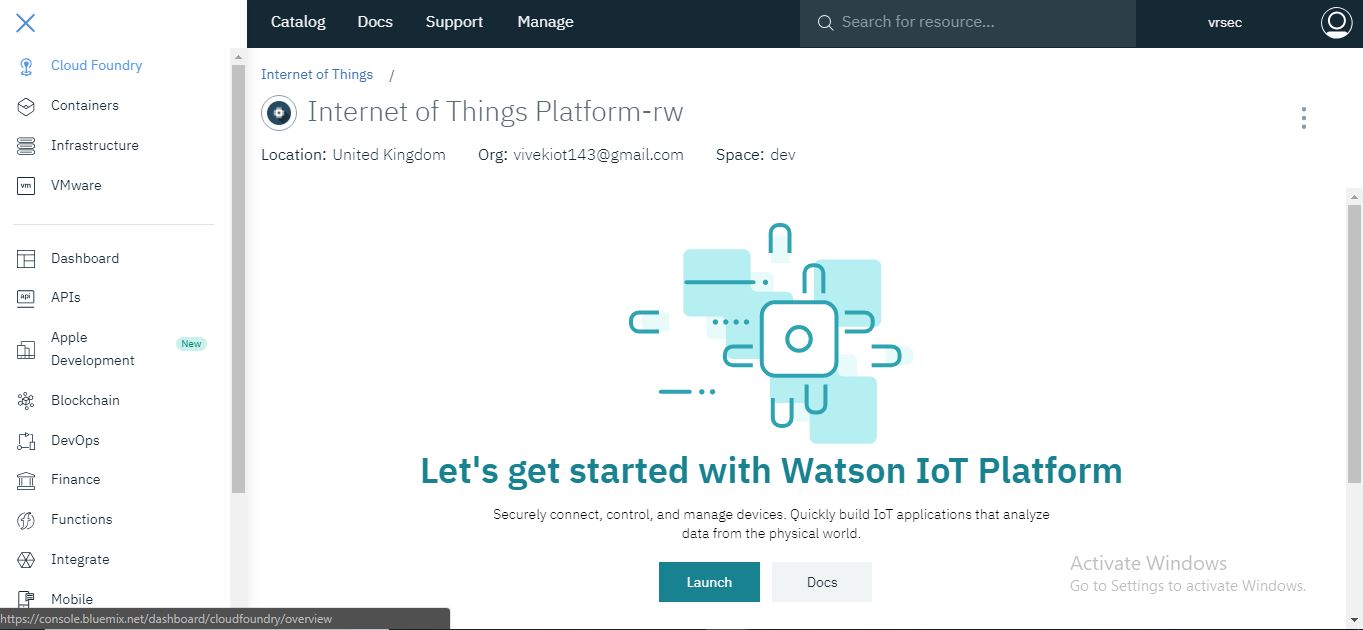 Catalog Docs Support Manage Search for resource... vrsec
Cloud Foundry
Containers
Infrastructure
vm VMware
Dashboard
api APIs
Apple
Development
New
Blockchain
DevOps
Finance
Functions
Integrate
Mobile
https://console.bluemix.net/dashboard/cloudfoundry/overview
Internet of Things /
Internet of Things Platform-rw
Location: United Kingdom Org: vivekiot143@gmail.com Space: dev
Let's get started with Watson IoT Platform
Securely connect, control, and manage devices. Quickly build IoT applications that analyze
data from the physical world.
Launch Docs
Activate Windows
Go to Settings to activate Windows.